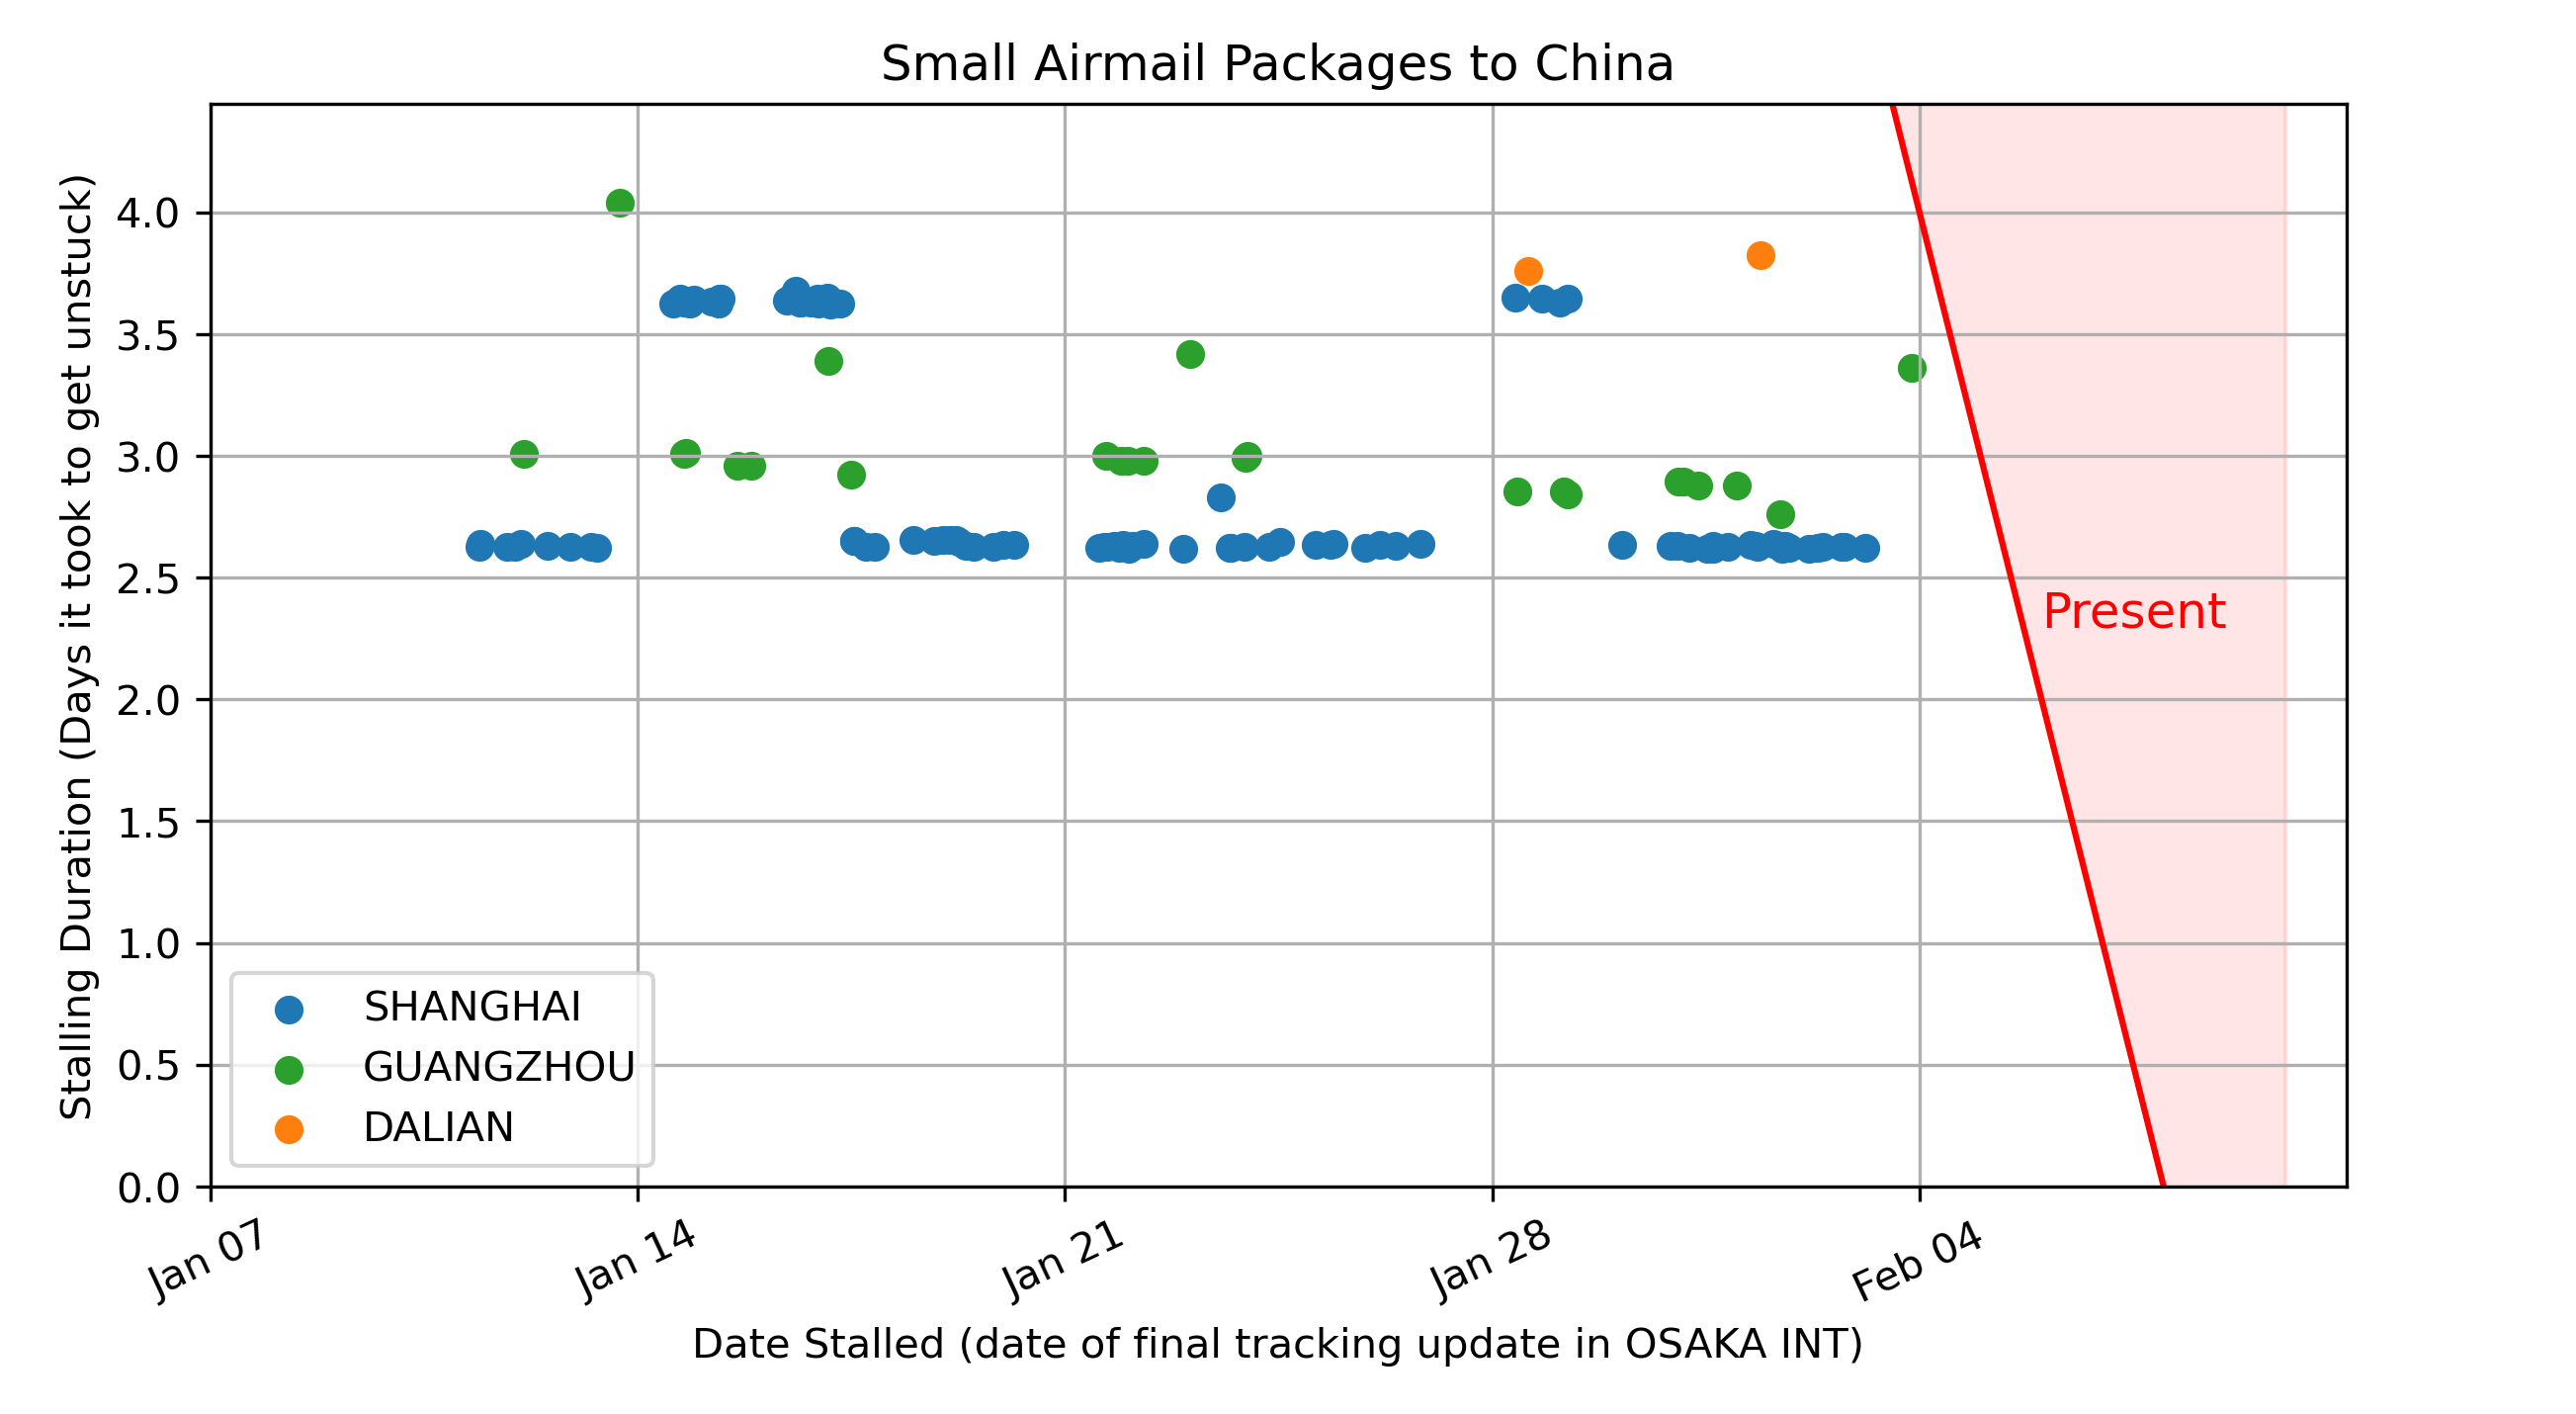 Small Airmail Packages to China
Stalling Duration (Days it took to get unstuck)
4.0
3.5
3.0
2.5
2.0
1.5
1.0
0.5
0.0
Present
SHANGHAI
GUANGZHOU
DALIAN
Jan 07
Jan 14
Jan 21
Jan 28
Feb 04
Date Stalled (date of final tracking update in OSAKA INT)